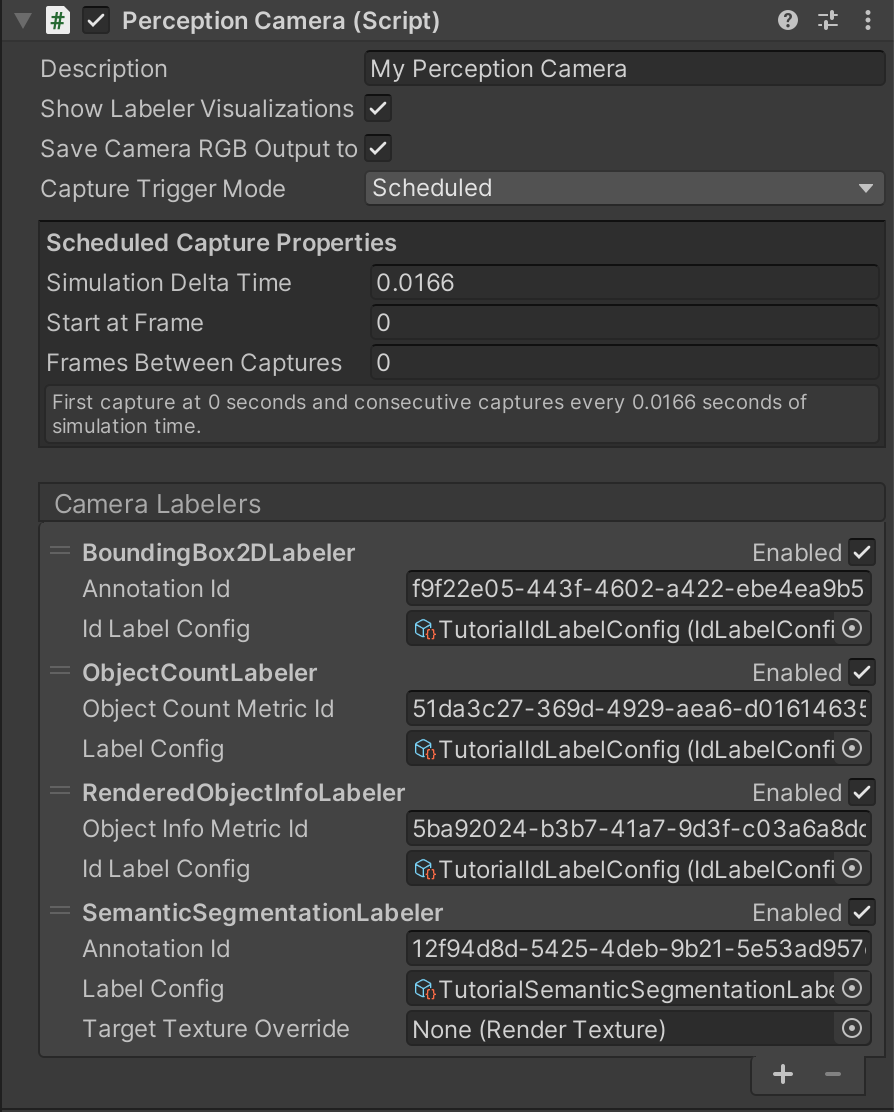 # Perception Camera (Script)
Description My Perception Camera
Show Labeler Visualizations
Save Camera RGB Output to
Capture Trigger Mode Scheduled
Scheduled Capture Properties
Simulation Delta Time 0.0166
Start at Frame 0
Frames Between Captures 0
First capture at 0 seconds and consecutive captures every 0.0166 seconds of
simulation time.
Camera Labelers
BoundingBox2DLabeler Enabled
Annotation Id f9f22e05-443f-4602-a422-ebe4ea9b5
Id Label Config TutorialIdLabelConfig (IdLabelConfi
ObjectCountLabeler Enabled
Object Count Metric Id 51da3c27-369d-4929-aea6-d01614635
Label Config TutorialIdLabelConfig (IdLabelConfi
RenderedObjectInfoLabeler Enabled
Object Info Metric Id 5ba92024-b3b7-41a7-9d3f-c03a6a8dc
Id Label Config TutorialIdLabelConfig (IdLabelConfi
SemanticSegmentationLabeler Enabled
Annotation Id 12f94d8d-5425-4deb-9b21-5e53ad957
Label Config TutorialSemanticSegmentationLabe
Target Texture Override None (Render Texture)